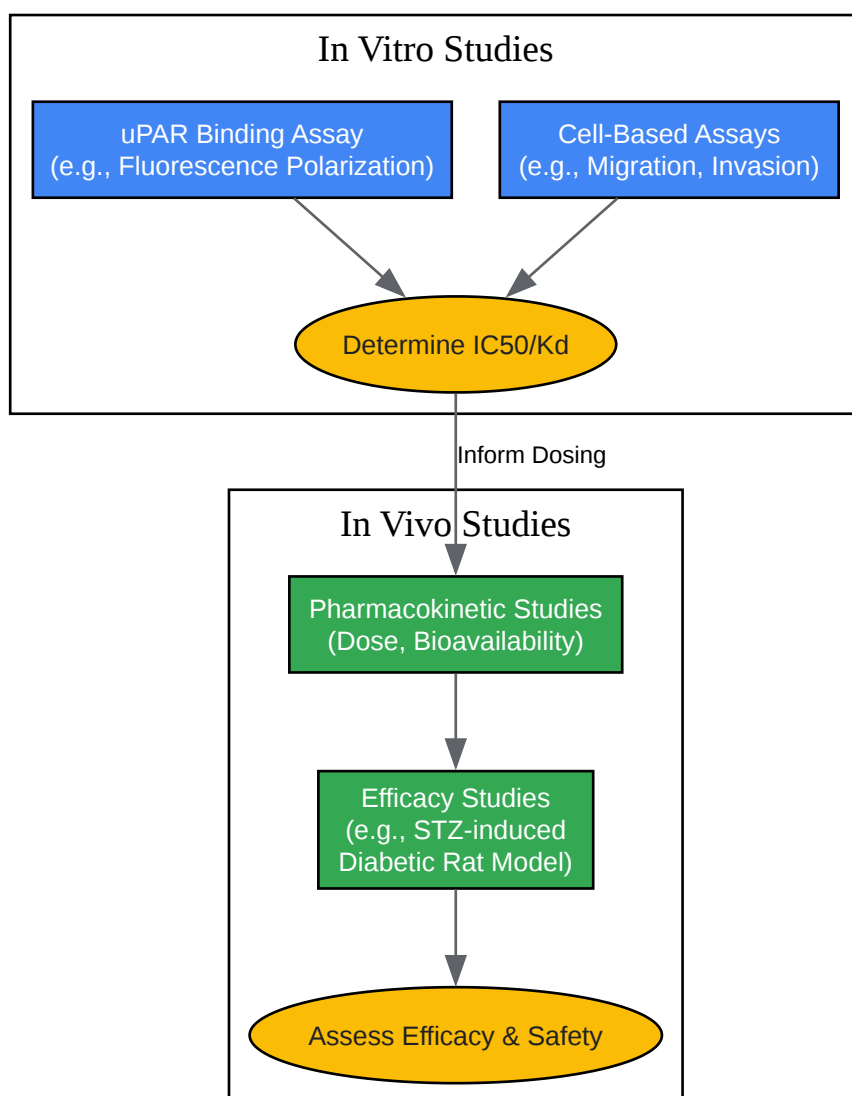 In Vitro Studies
uPAR Binding Assay
(e.g., Fluorescence Polarization)
Cell-Based Assays
(e.g., Migration, Invasion)
Determine IC50/Kd
Inform Dosing
In Vivo Studies
Pharmacokinetic Studies
(Dose, Bioavailability)
Efficacy Studies
(e.g., STZ-induced
Diabetic Rat Model)
Assess Efficacy & Safety